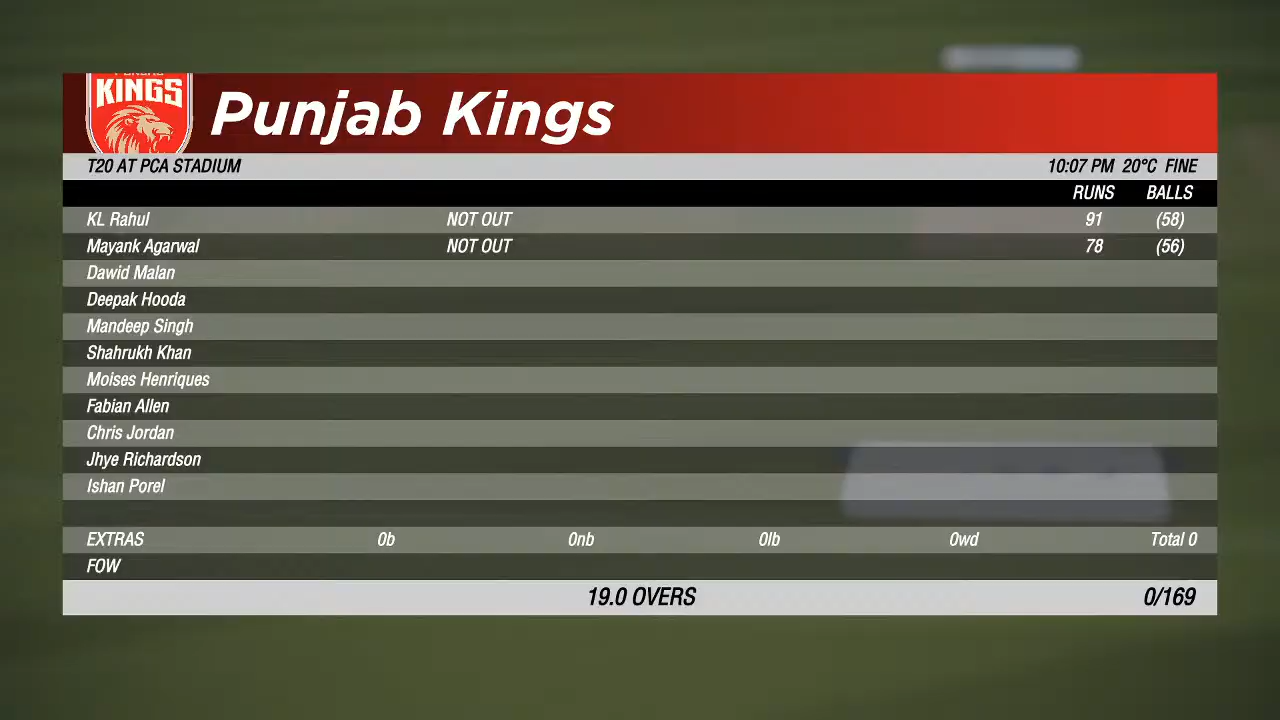 KINGS
Punjab Kings
T20 AT PCA STADIUM 10:07 PM 20°C FINE
RUNS BALLS
KL Rahul NOT OUT 91 (58)
Mayank Agarwal NOT OUT 78 (56)
Dawid Malan
Deepak Hooda
Mandeep Singh
Shahrukh Khan
Moises Henriques
Fabian Allen
Chris Jordan
Jhye Richardson
Ishan Porel
EXTRAS 0b 0nb 0lb 0wd Total 0
FOW
19.0 OVERS 0/169